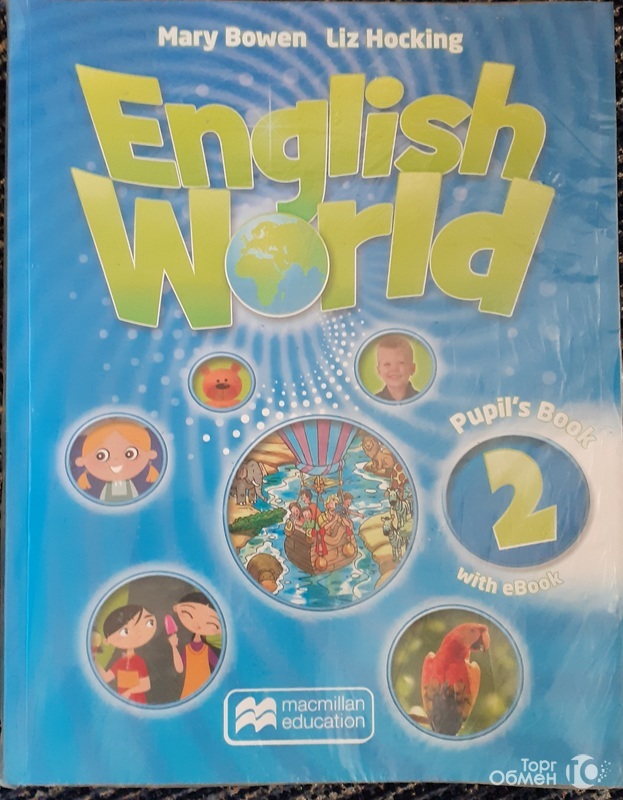 Mary Bowen Liz Hocking
English
World
Pupil's Book
2
with eBook
macmillan
education
Торг
Обмен